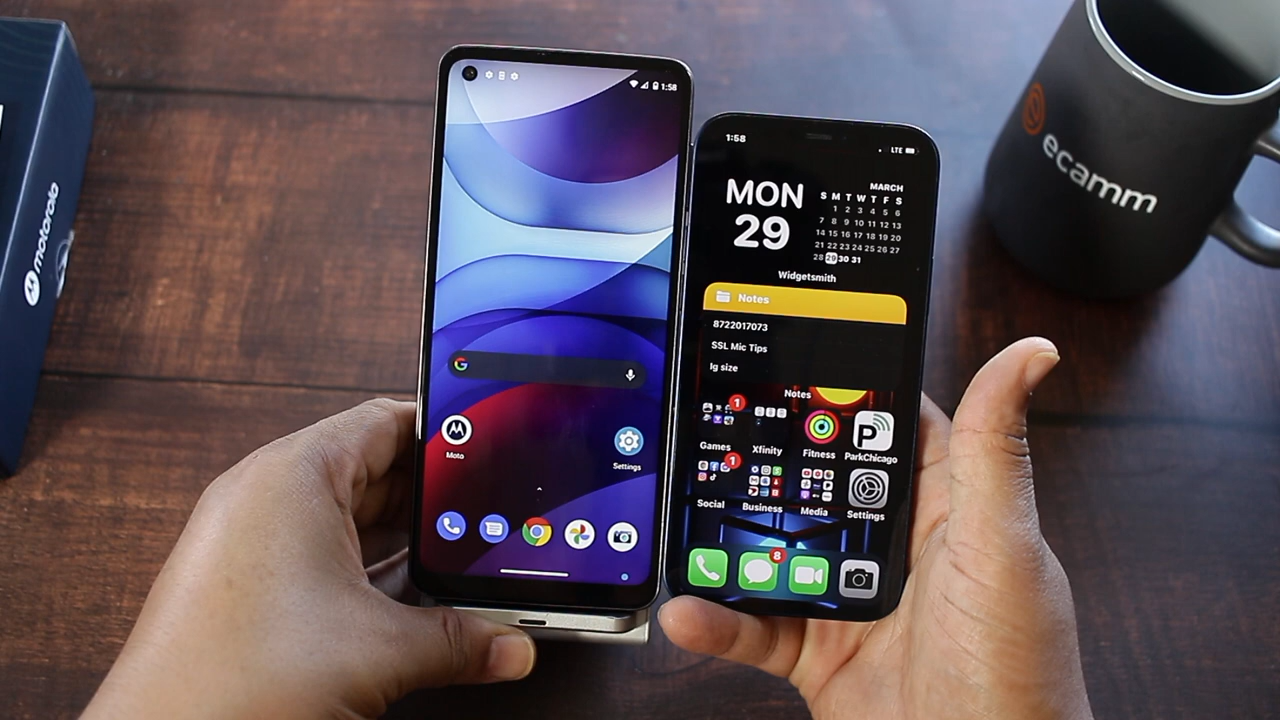 motorola
1:58
Moto
Settings
1:58
LTE
MON
29
MARCH
S M T W T F S
1 2 3 4 5 6
7 8 9 10 11 12 13
14 15 16 17 18 19 20
21 22 23 24 25 26 27
28 29 30 31
Widgetsmith
Notes
8722017073
SSL Mic Tips
Ig size
Notes
1
Games
Xfinity
Fitness
P
ParkChicago
1
Social
Business
Media
Settings
8
ecamm